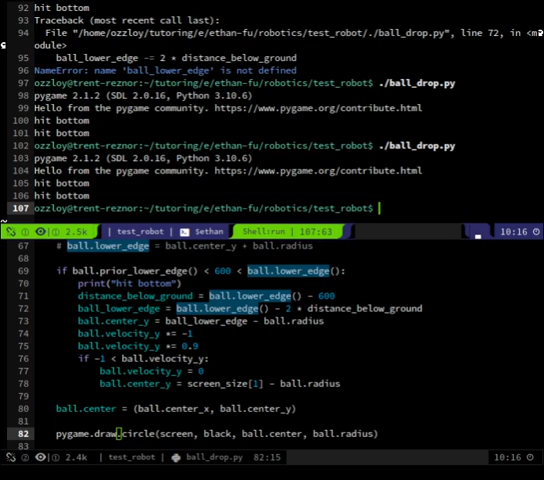 92 hit bottom
93 Traceback (most recent call last):
94 File "/home/ozzloy/tutoring/e/ethan-fu/robotics/test_robot/./ball_drop.py", line 72, in <m
odule>
95 ball_lower_edge -= 2 * distance_below_ground
96 NameError: name 'ball_lower_edge' is not defined
97 ozzloy@trent-reznor:~/tutoring/e/ethan-fu/robotics/test_robot$ ./ball_drop.py
98 pygame 2.1.2 (SDL 2.0.16, Python 3.10.6)
99 Hello from the pygame community. https://www.pygame.org/contribute.html
100 hit bottom
101 hit bottom
102 ozzloy@trent-reznor:~/tutoring/e/ethan-fu/robotics/test_robot$ ./ball_drop.py
103 pygame 2.1.2 (SDL 2.0.16, Python 3.10.6)
104 Hello from the pygame community. https://www.pygame.org/contribute.html
105 hit bottom
106 hit bottom
107 ozzloy@trent-reznor:~/tutoring/e/ethan-fu/robotics/test_robot$
~
① 2.5k | test_robot | $ethan Shell:run | 107:63 10:16
67 # ball.lower_edge = ball.center_y + ball.radius
68
69 if ball.prior_lower_edge() < 600 < ball.lower_edge():
70 print("hit bottom")
71 distance_below_ground = ball.lower_edge() - 600
72 ball_lower_edge = ball.lower_edge() - 2 * distance_below_ground
73 ball.center_y = ball_lower_edge - ball.radius
74 ball.velocity_y *= -1
75 ball.velocity_y *= 0.9
76 if -1 < ball.velocity_y:
77 ball.velocity_y = 0
78 ball.center_y = screen_size[1] - ball.radius
79
80 ball.center = (ball.center_x, ball.center_y)
81
82 pygame.draw.circle(screen, black, ball.center, ball.radius)
83
② 2.4k | test_robot | ball_drop.py 82:15 10:16